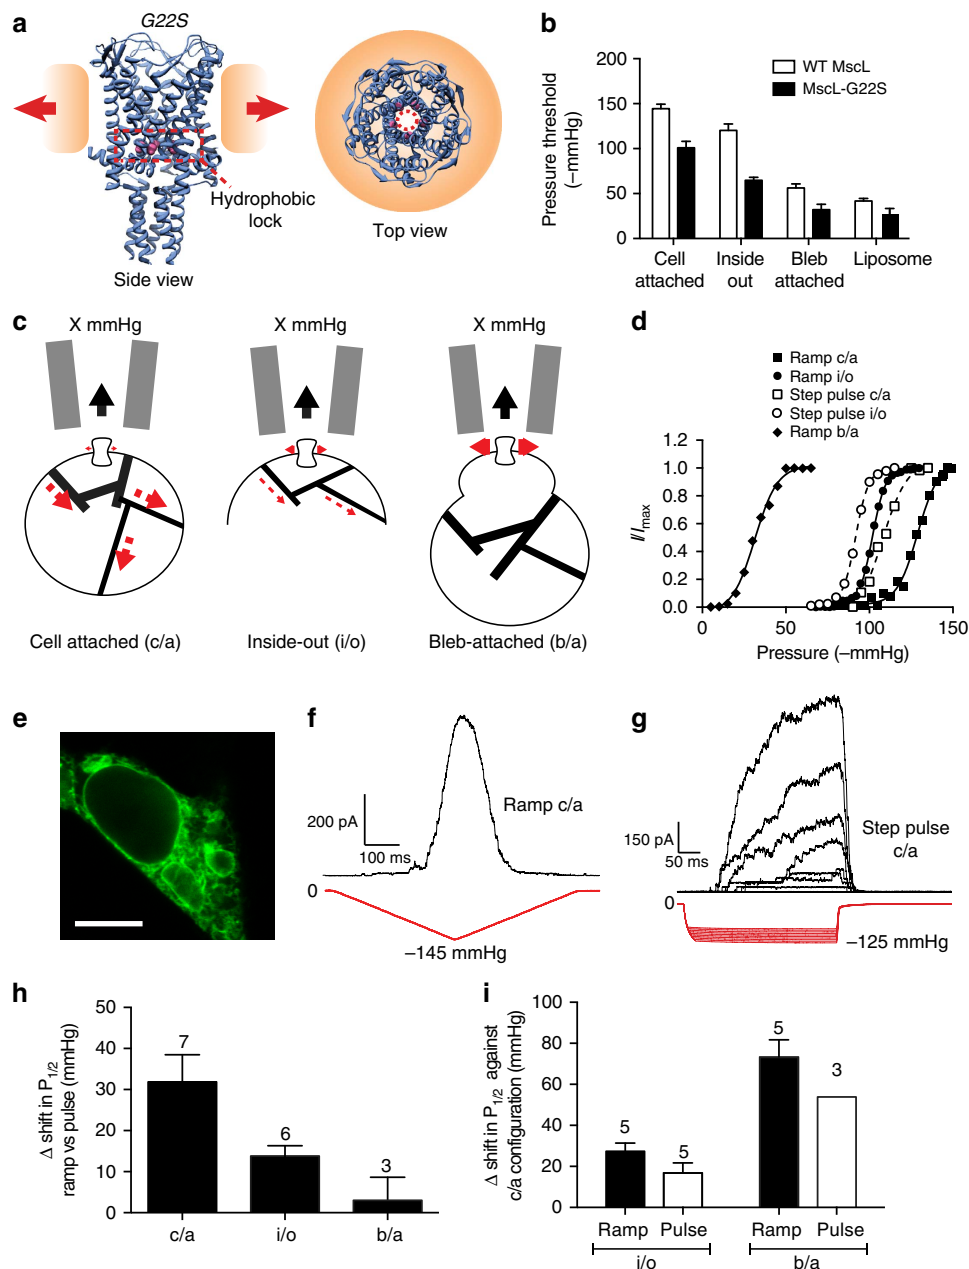 a
G22S
Hydrophobic
lock
Side view
Top view
b
WT MscL
MscL-G22S
Pressure threshold
(–mmHg)
200
150
100
50
0
Cell
attached
Inside
out
Bleb
attached
Liposome
c
X mmHg
X mmHg
X mmHg
Cell attached (c/a)
Inside-out (i/o)
Bleb-attached (b/a)
d
Ramp c/a
Ramp i/o
Step pulse c/a
Step pulse i/o
Ramp b/a
I/Imax
1.2
1.0
0.8
0.6
0.4
0.2
0.0
0
50
100
150
Pressure (–mmHg)
e
f
Ramp c/a
200 pA
100 ms
0
–145 mmHg
g
150 pA
50 ms
Step pulse
c/a
0
–125 mmHg
h
Δ shift in P1/2
ramp vs pulse (mmHg)
50
40
30
20
10
0
7
6
3
c/a
i/o
b/a
i
Δ shift in P1/2 against
c/a configuration (mmHg)
100
80
60
40
20
0
5
5
5
3
Ramp
Pulse
Ramp
Pulse
i/o
b/a